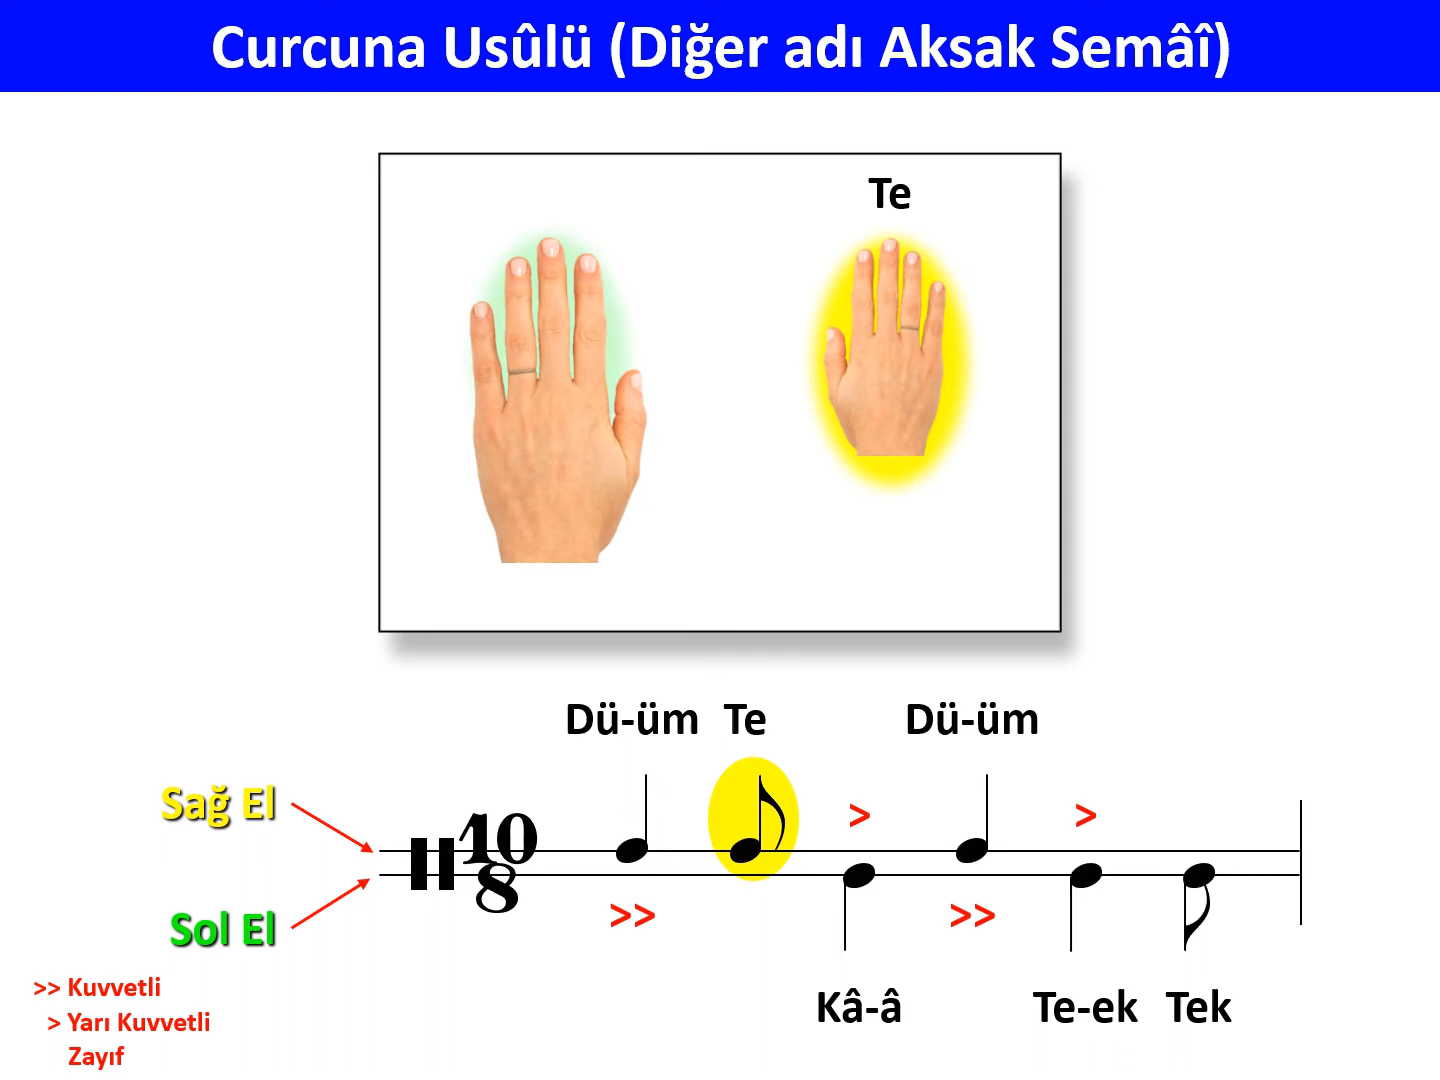 Curcuna Usûlü (Diğer adı Aksak Semâî)
Te
Dü-üm Te Dü-üm
Sağ El
10
8
> >
>> >>
Sol El
>> Kuvvetli
> Yarı Kuvvetli
Zayıf
Kâ-â Te-ek Tek